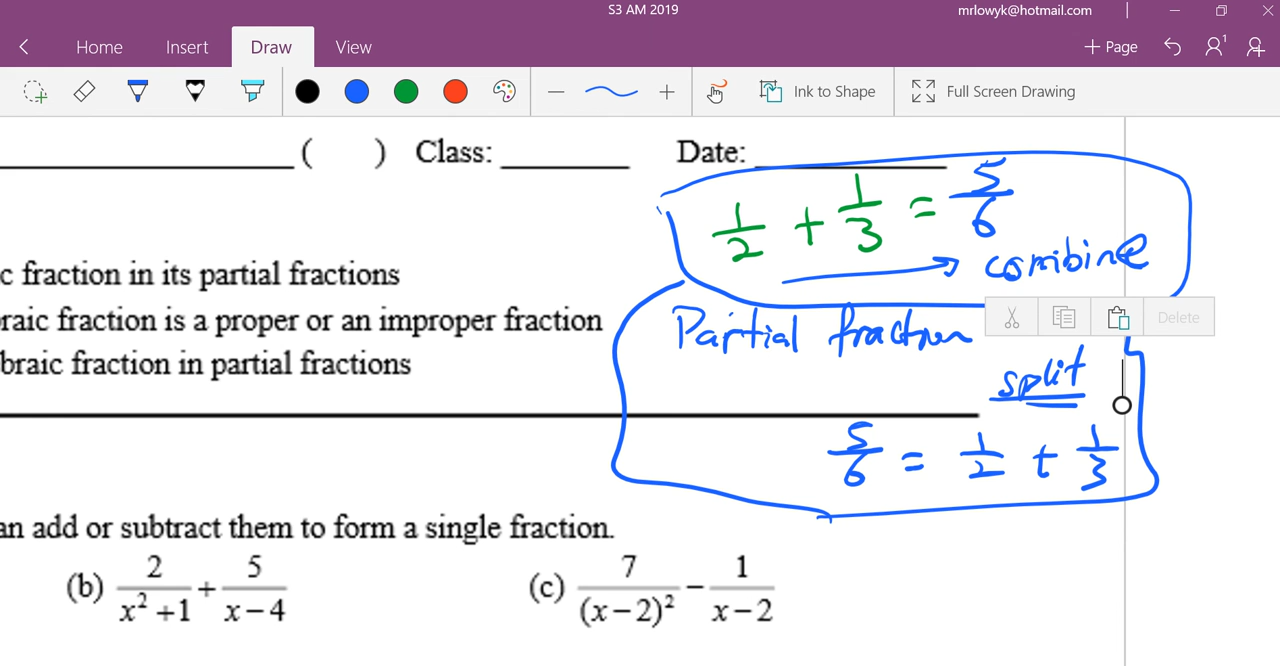 S3 AM 2019
mrlowyk@hotmail.com
Home Insert Draw View
Page
1
Ink to Shape
Full Screen Drawing
( ) Class: Date:
1/2 + 1/3 = 5/6
combine
c fraction in its partial fractions
raic fraction is a proper or an improper fraction
braic fraction in partial fractions
Partial fraction
Delete
split
5/6 = 1/2 + 1/3
an add or subtract them to form a single fraction.
(b) 2/(x² + 1) + 5/(x − 4)
(c) 7/(x − 2)² − 1/(x − 2)